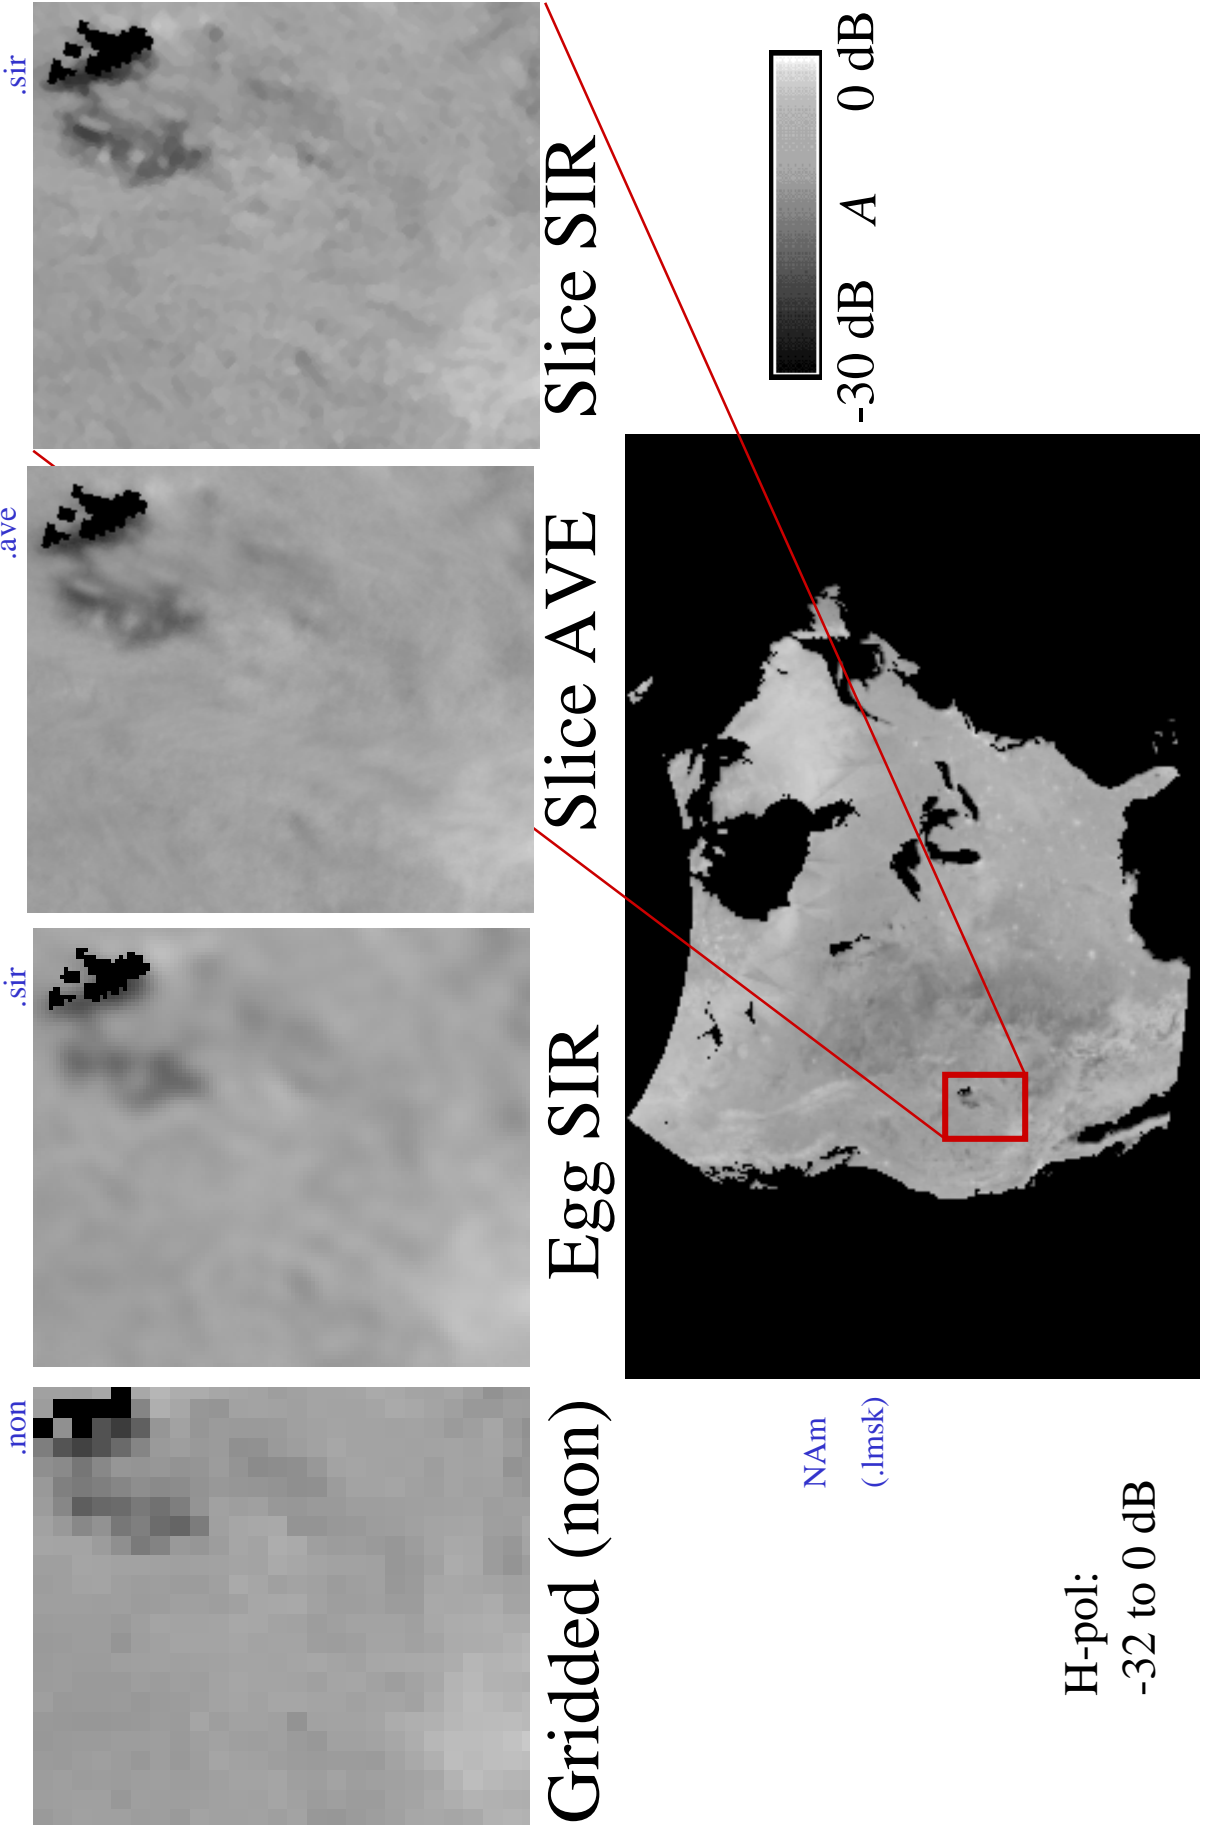 .non
.sir
.ave
.sir
Gridded (non)
Egg SIR
Slice AVE
Slice SIR
NAm
(.lmsk)
-30 dB A 0 dB
H-pol:
-32 to 0 dB